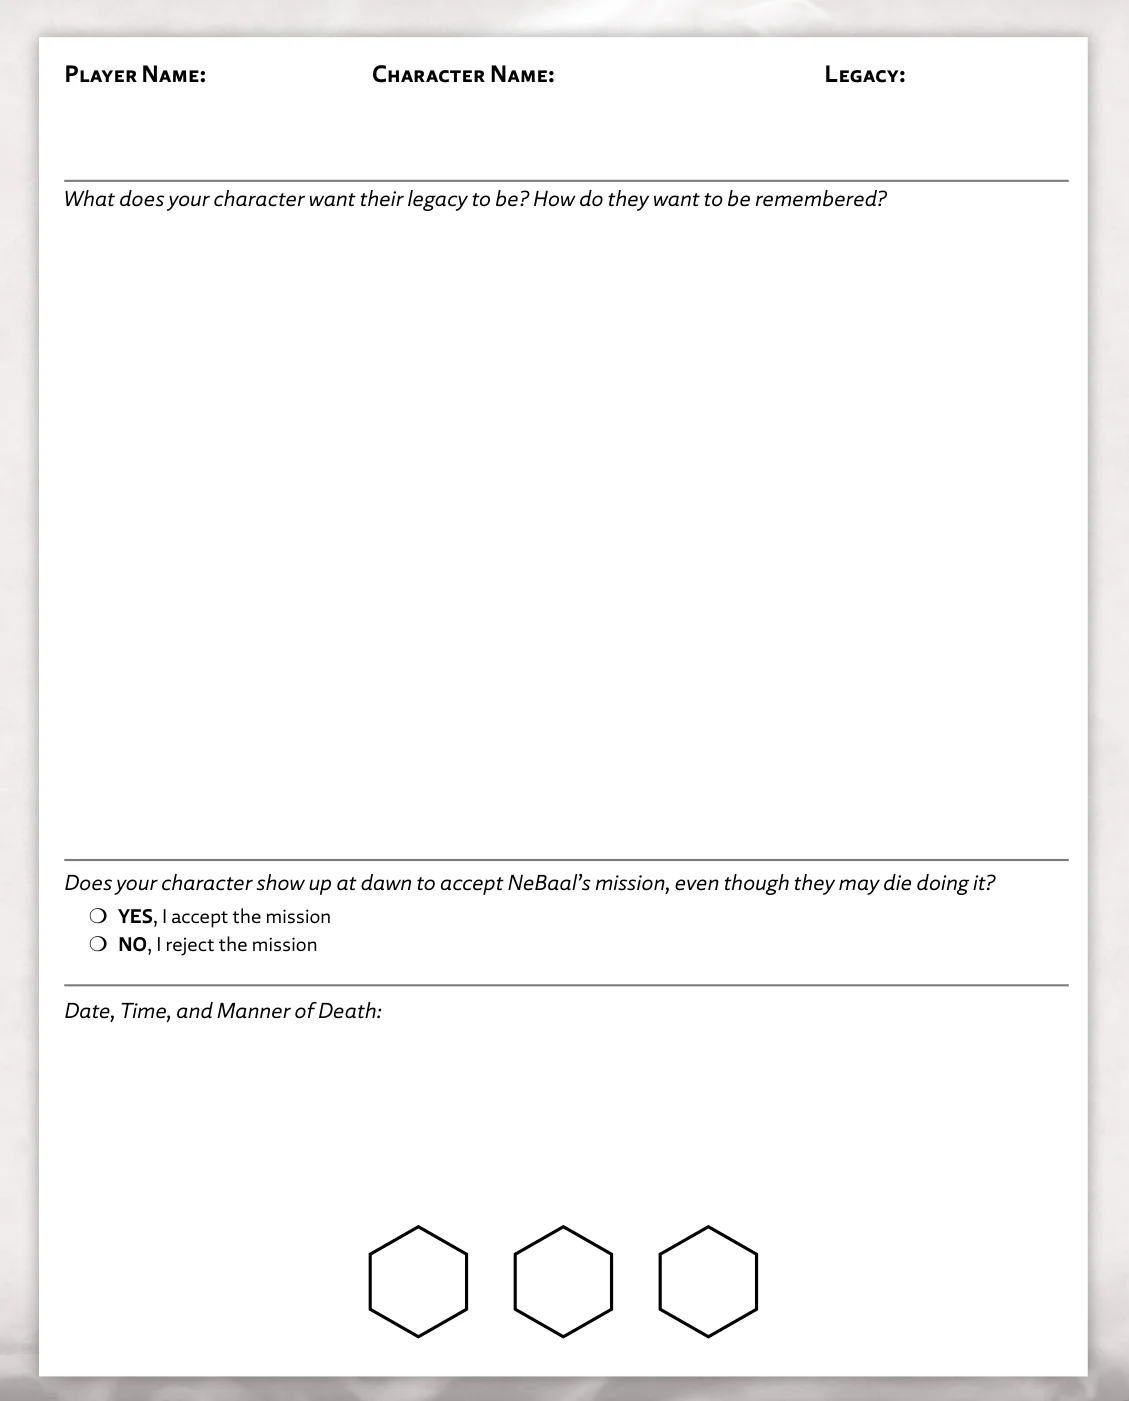 Player Name: Character Name: Legacy:
What does your character want their legacy to be? How do they want to be remembered?
Does your character show up at dawn to accept NeBaal’s mission, even though they may die doing it?
❍ YES, I accept the mission
❍ NO, I reject the mission
Date, Time, and Manner of Death: